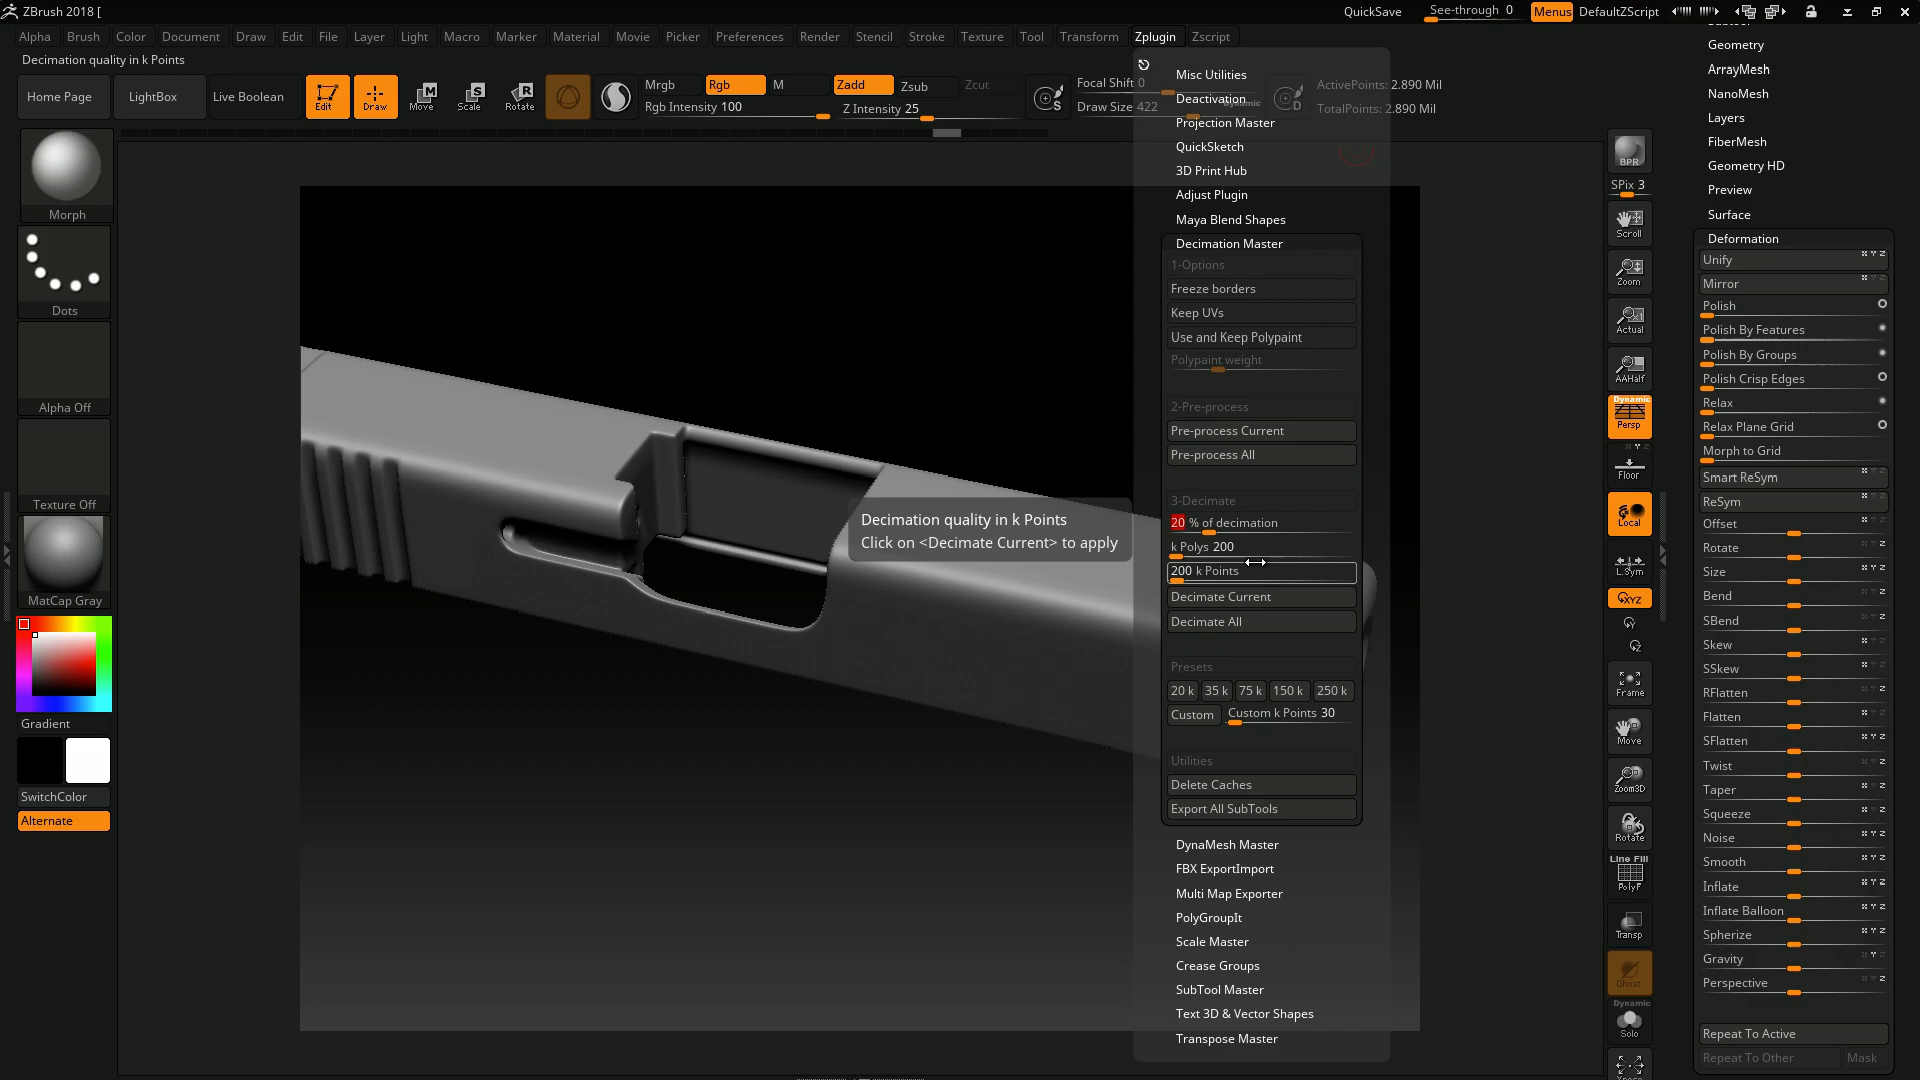 ZBrush 2018 [
QuickSave
See-through 0
Menus
DefaultZScript
Alpha Brush Color Document Draw Edit File Layer Light Macro Marker Material Movie Picker Preferences Render Stencil Stroke Texture Tool Transform Zplugin Zscript
Decimation quality in k Points
Home Page
LightBox
Live Boolean
Edit
Draw
Move
Scale
Rotate
Mrgb
Rgb
M
Rgb Intensity 100
Zadd
Zsub
Zcut
Z Intensity 25
S
Focal Shift 0
Draw Size 422
Dynamic
D
ActivePoints: 2.890 Mil
TotalPoints: 2.890 Mil
Morph
Dots
Alpha Off
Texture Off
MatCap Gray
Gradient
SwitchColor
Alternate
Decimation quality in k Points
Click on <Decimate Current> to apply
Misc Utilities
Deactivation
Projection Master
QuickSketch
3D Print Hub
Adjust Plugin
Maya Blend Shapes
Decimation Master
1-Options
Freeze borders
Keep UVs
Use and Keep Polypaint
Polypaint weight
2-Pre-process
Pre-process Current
Pre-process All
3-Decimate
20 % of decimation
k Polys 200
200 k Points
Decimate Current
Decimate All
Presets
20 k 35 k 75 k 150 k 250 k
Custom Custom k Points 30
Utilities
Delete Caches
Export All SubTools
DynaMesh Master
FBX ExportImport
Multi Map Exporter
PolyGroupIt
Scale Master
Crease Groups
SubTool Master
Text 3D & Vector Shapes
Transpose Master
BPR
SPix 3
Scroll
Zoom
Actual
AAHalf
Dynamic
Persp
Floor
Local
L.Sym
XYZ
Y
Z
Frame
Move
Zoom3D
Rotate
Line Fill
PolyF
Transp
Ghost
Dynamic
Solo
Geometry
ArrayMesh
NanoMesh
Layers
FiberMesh
Geometry HD
Preview
Surface
Deformation
Unify
Mirror
Polish
Polish By Features
Polish By Groups
Polish Crisp Edges
Relax
Relax Plane Grid
Morph to Grid
Smart ReSym
ReSym
Offset
Rotate
Size
Bend
SBend
Skew
SSkew
RFlatten
Flatten
SFlatten
Twist
Taper
Squeeze
Noise
Smooth
Inflate
Inflate Balloon
Spherize
Gravity
Perspective
Repeat To Active
Repeat To Other Mask